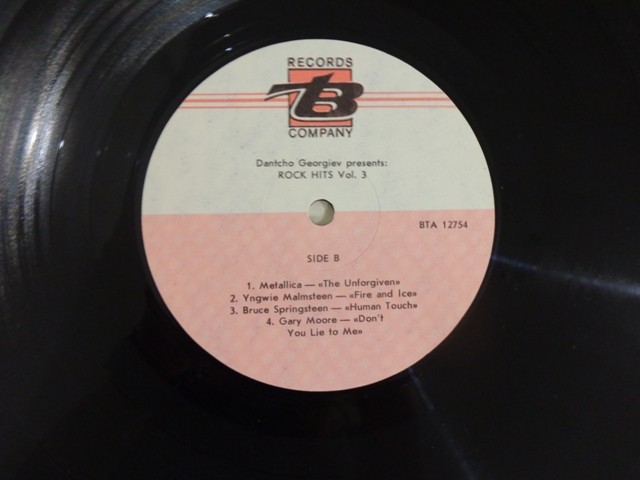 RECORDS
TB
COMPANY
Dantcho Georgiev presents:
ROCK HITS Vol. 3
BTA 12754
SIDE B
1. Metallica — «The Unforgiven»
2. Yngwie Malmsteen — «Fire and Ice»
3. Bruce Springsteen — «Human Touch»
4. Gary Moore — «Don't
You Lie to Me»